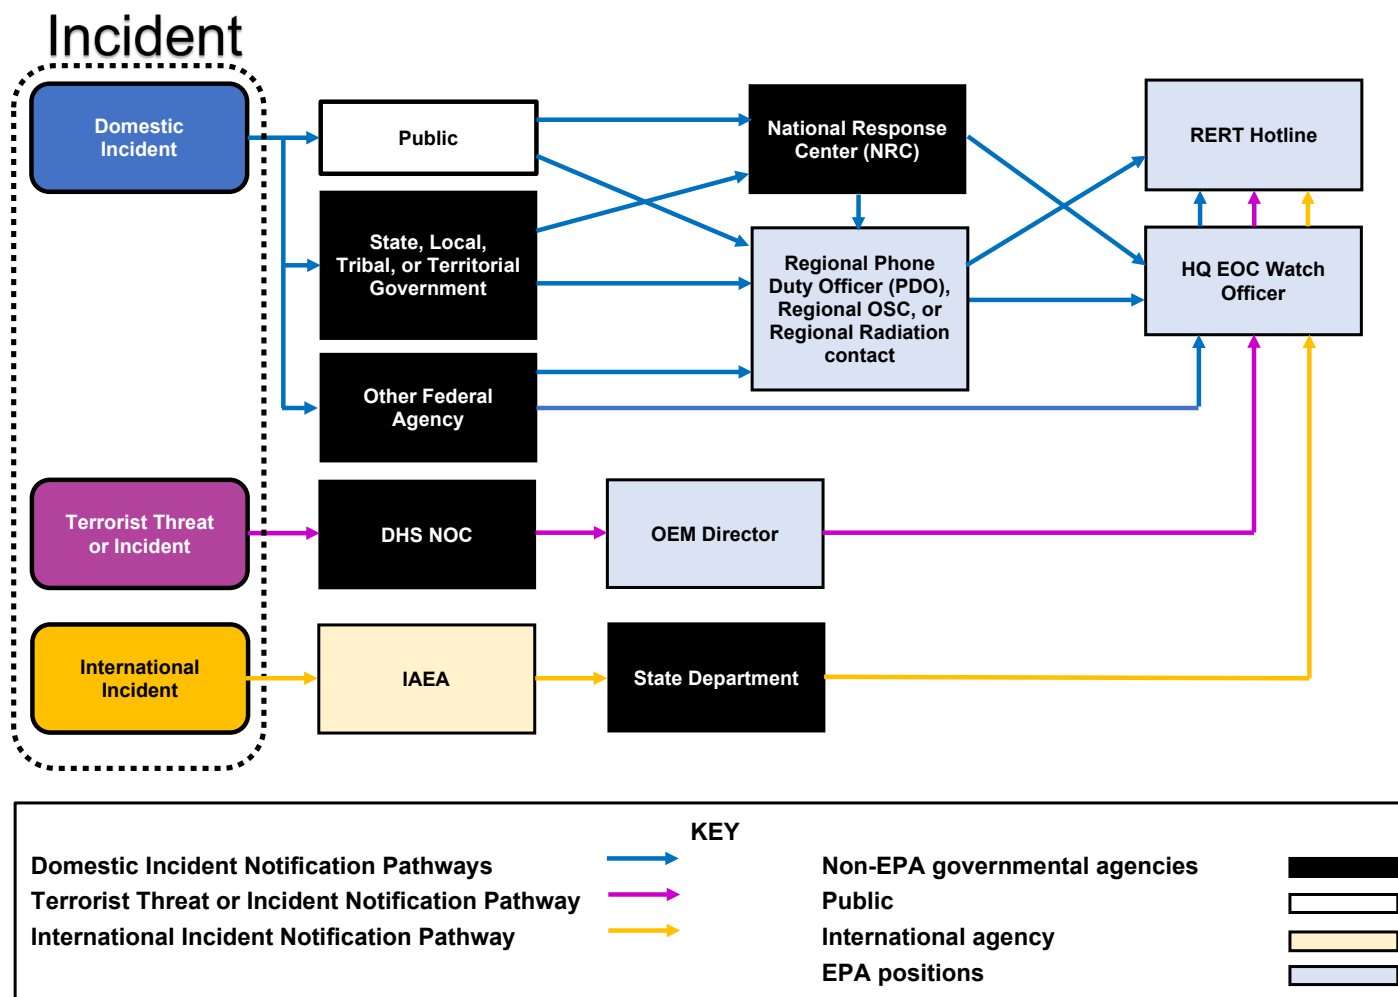 Incident
Domestic
Incident
Public
National Response
Center (NRC)
RERT Hotline
State, Local,
Tribal, or Territorial
Government
Regional Phone
Duty Officer (PDO),
Regional OSC, or
Regional Radiation
contact
HQ EOC Watch
Officer
Other Federal
Agency
Terrorist Threat
or Incident
DHS NOC
OEM Director
International
Incident
IAEA
State Department
KEY
Domestic Incident Notification Pathways
Terrorist Threat or Incident Notification Pathway
International Incident Notification Pathway
Non-EPA governmental agencies
Public
International agency
EPA positions